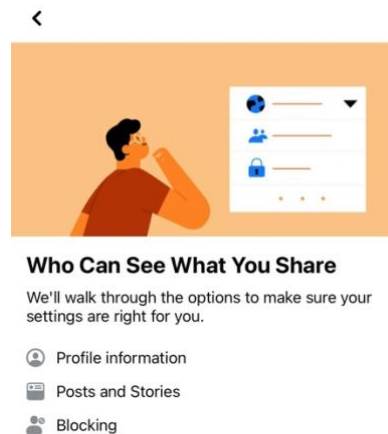 Who Can See What You Share
We'll walk through the options to make sure your
settings are right for you.
Profile information
Posts and Stories
Blocking